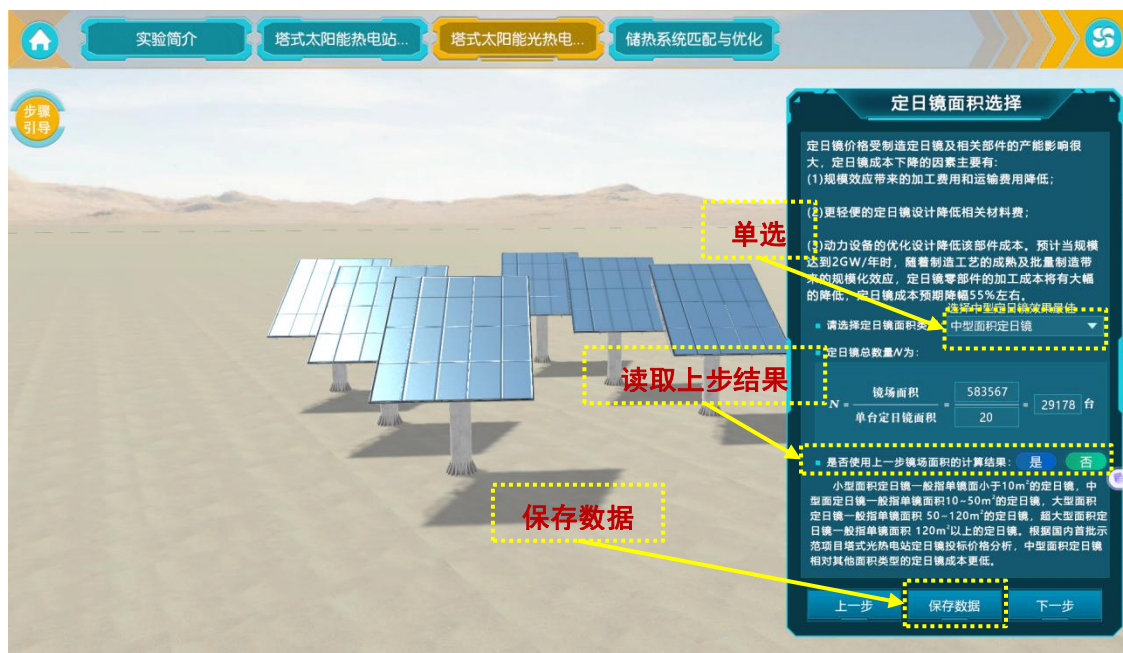 实验简介
塔式太阳能热电站...
塔式太阳能光热电...
储热系统匹配与优化
步骤
引导
定日镜面积选择
定日镜价格受制造定日镜及相关部件的产能影响很
大，定日镜成本下降的因素主要有：
(1)规模效应带来的加工费用和运输费用降低；
(2)更轻便的定日镜设计降低相关材料费；
单选
(3)动力设备的优化设计降低该部件成本。预计当规模
达到2GW/年时，随着制造工艺的成熟及批量制造带
来的规模化效应，定日镜零部件的加工成本将有大幅
的降低，定日镜成本预期降幅55%左右。
选择中型定日镜效果最佳
请选择定日镜面积类
中型面积定日镜
定日镜总数量N为：
读取上步结果
N = 镜场面积 / 单台定日镜面积 = 583567 / 20 = 29178 台
是否使用上一步镜场面积的计算结果： 是 否
小型面积定日镜一般指单镜面小于10m²的定日镜，中
型面定日镜一般指单镜面积10~50m²的定日镜，大型面积
定日镜一般指单镜面积 50~120m²的定日镜，超大型面积定
日镜一般指单镜面积 120m²以上的定日镜。根据国内首批示
范项目塔式光热电站定日镜投标价格分析，中型面积定日镜
相对其他面积类型的定日镜成本更低。
保存数据
上一步 保存数据 下一步